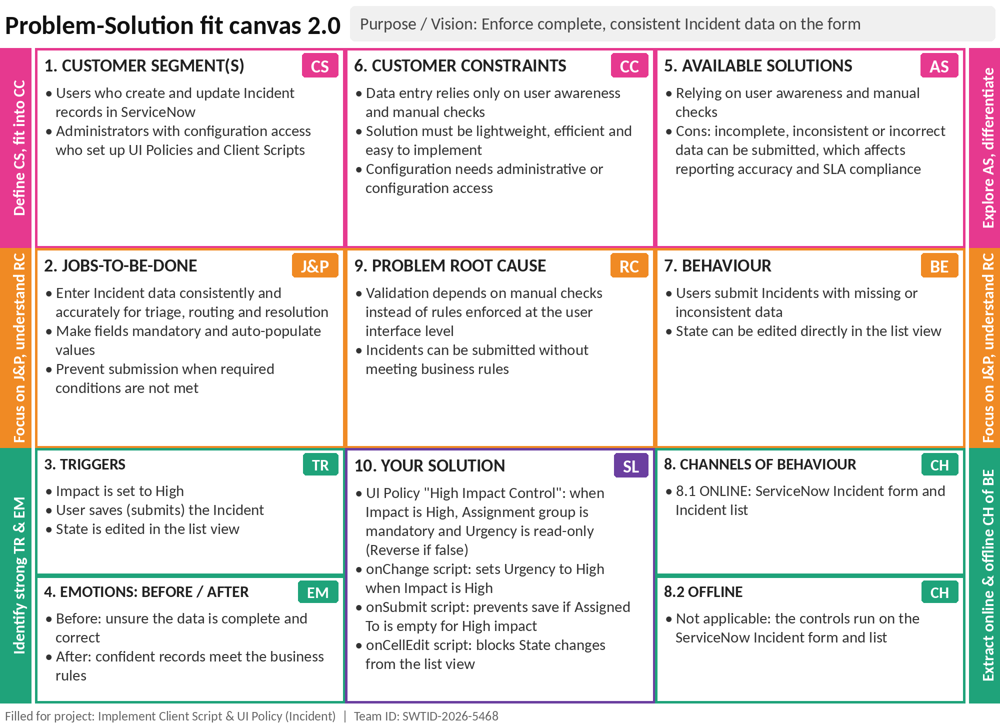 Problem-Solution fit canvas 2.0
Purpose / Vision: Enforce complete, consistent Incident data on the form
Define CS, fit into CC
1. CUSTOMER SEGMENT(S)
CS
• Users who create and update Incident
records in ServiceNow
• Administrators with configuration access
who set up UI Policies and Client Scripts
6. CUSTOMER CONSTRAINTS
CC
• Data entry relies only on user awareness
and manual checks
• Solution must be lightweight, efficient and
easy to implement
• Configuration needs administrative or
configuration access
5. AVAILABLE SOLUTIONS
AS
• Relying on user awareness and manual
checks
• Cons: incomplete, inconsistent or incorrect
data can be submitted, which affects
reporting accuracy and SLA compliance
Explore AS, differentiate
Focus on J&P, understand RC
2. JOBS-TO-BE-DONE
J&P
• Enter Incident data consistently and
accurately for triage, routing and resolution
• Make fields mandatory and auto-populate
values
• Prevent submission when required
conditions are not met
9. PROBLEM ROOT CAUSE
RC
• Validation depends on manual checks
instead of rules enforced at the user
interface level
• Incidents can be submitted without
meeting business rules
7. BEHAVIOUR
BE
• Users submit Incidents with missing or
inconsistent data
• State can be edited directly in the list view
Focus on J&P, understand RC
Identify strong TR & EM
3. TRIGGERS
TR
• Impact is set to High
• User saves (submits) the Incident
• State is edited in the list view
4. EMOTIONS: BEFORE / AFTER
EM
• Before: unsure the data is complete and
correct
• After: confident records meet the business
rules
10. YOUR SOLUTION
SL
• UI Policy "High Impact Control": when
Impact is High, Assignment group is
mandatory and Urgency is read-only
(Reverse if false)
• onChange script: sets Urgency to High
when Impact is High
• onSubmit script: prevents save if Assigned
To is empty for High impact
• onCellEdit script: blocks State changes
from the list view
8. CHANNELS OF BEHAVIOUR
CH
• 8.1 ONLINE: ServiceNow Incident form and
Incident list
8.2 OFFLINE
CH
• Not applicable: the controls run on the
ServiceNow Incident form and list
Extract online & offline CH of BE
Filled for project: Implement Client Script & UI Policy (Incident) | Team ID: SWTID-2026-5468